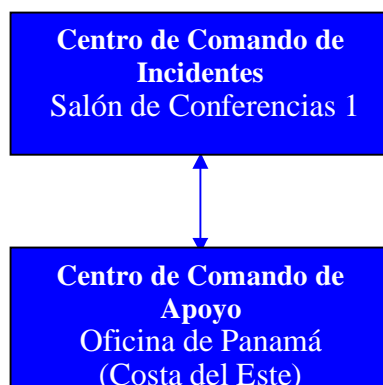 Centro de Comando de
Incidentes
Salón de Conferencias 1
Centro de Comando de
Apoyo
Oficina de Panamá
(Costa del Este)